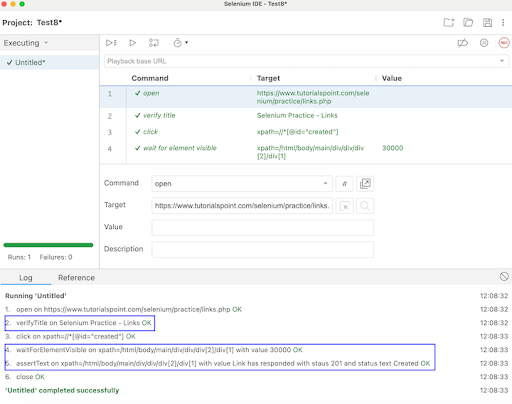 Selenium IDE - Test8*
Project: Test8*
Executing
✓ Untitled*
Playback base URL
Command Target Value
1 ✓ open https://www.tutorialspoint.com/sele
nium/practice/links.php
2 ✓ verify title Selenium Practice - Links
3 ✓ click xpath=//*[@id="created"]
4 ✓ wait for element visible xpath=/html/body/main/div/div/div 30000
[2]/div[1]
Command open //
Target https://www.tutorialspoint.com/selenium/practice/links.
Value
Description
Runs: 1 Failures: 0
Log Reference
Running 'Untitled' 12:08:32
1. open on https://www.tutorialspoint.com/selenium/practice/links.php OK 12:08:32
2. verifyTitle on Selenium Practice - Links OK 12:08:33
3. click on xpath=//*[@id="created"] OK 12:08:33
4. waitForElementVisible on xpath=/html/body/main/div/div/div[2]/div[1] with value 30000 OK 12:08:33
5. assertText on xpath=/html/body/main/div/div/div[2]/div[1] with value Link has responded with staus 201 and status text Created OK 12:08:33
6. close OK 12:08:33
'Untitled' completed successfully 12:08:33